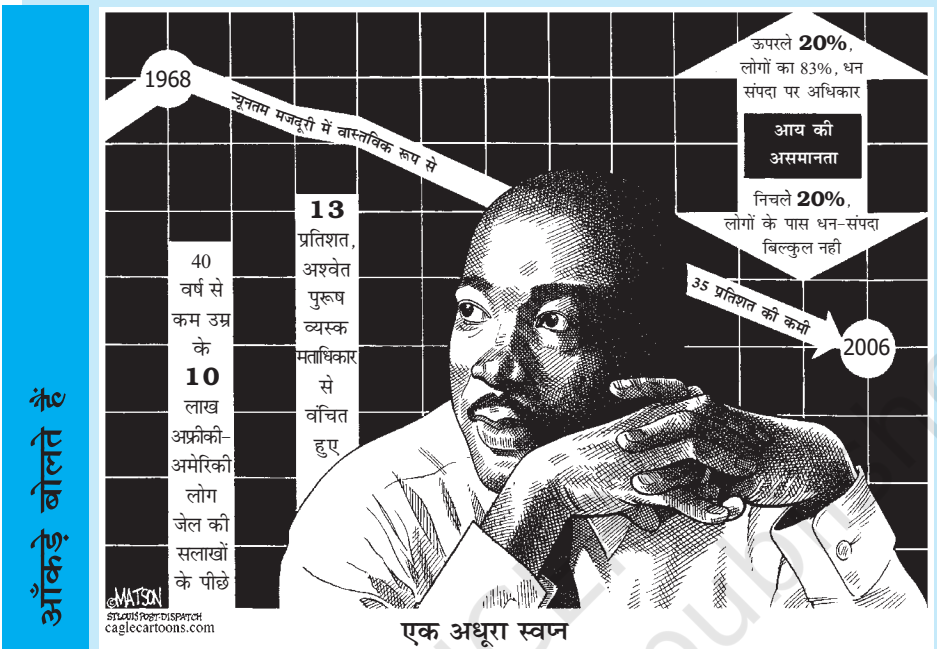 आँकड़े बोलते हैं
1968
न्यूनतम मजदूरी में वास्तविक रूप से
ऊपरले 20%,
लोगों का 83%, धन
संपदा पर अधिकार
आय की
असमानता
निचले 20%,
लोगों के पास धन-संपदा
बिल्कुल नही
35 प्रतिशत की कमी
2006
40
वर्ष से
कम उम्र
के
10
लाख
अफ्रीकी-
अमेरिकी
लोग
जेल की
सलाखों
के पीछे
13
प्रतिशत,
अश्वेत
पुरूष
व्यस्क
मताधिकार
से
वंचित
हुए
©MATSON
ST.LOUIS POST-DISPATCH
caglecartoons.com
एक अधूरा स्वप्न